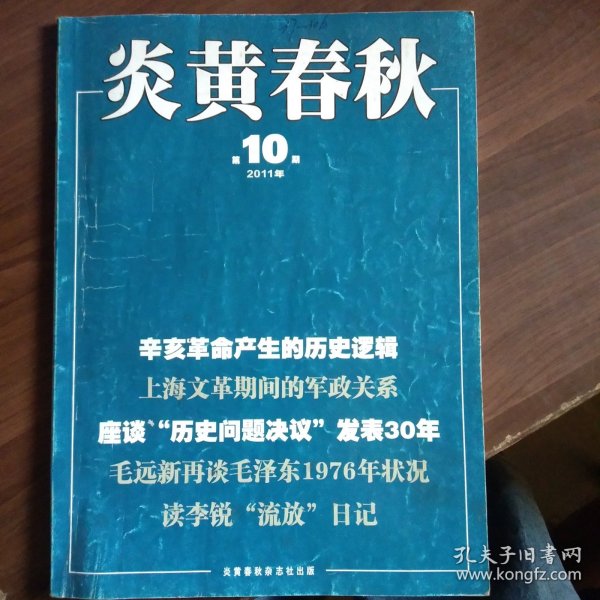 炎黄春秋
第10期
2011年
辛亥革命产生的历史逻辑
上海文革期间的军政关系
座谈“历史问题决议”发表30年
毛远新再谈毛泽东1976年状况
读李锐“流放”日记
炎黄春秋杂志社出版
孔夫子旧书网
www.kongfz.com